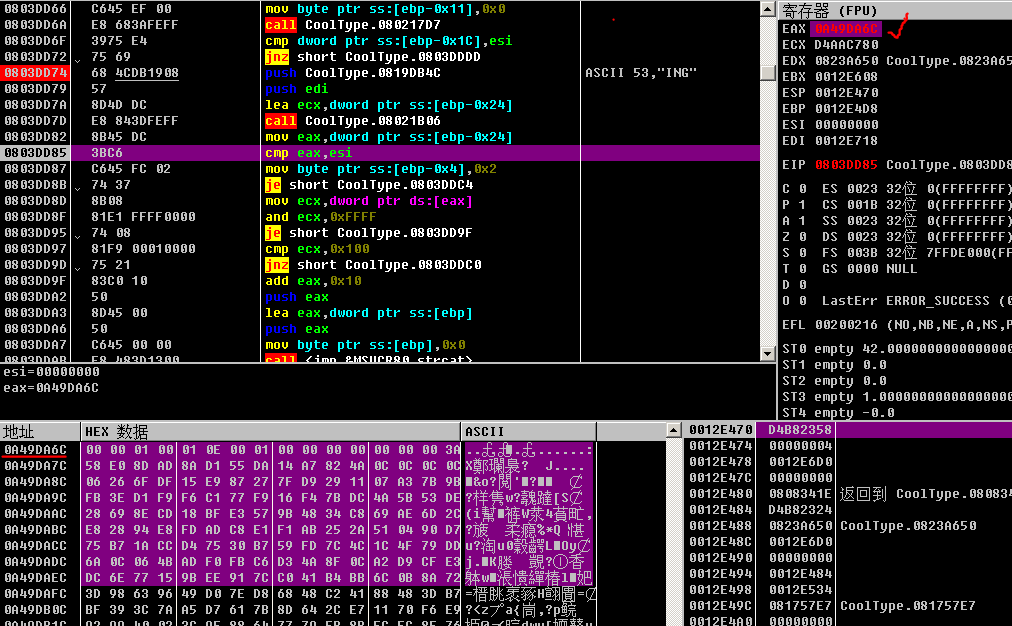 0803DD66 C645 EF 00 mov byte ptr ss:[ebp-0x11],0x0
0803DD6A E8 683AFEFF call CoolType.080217D7
0803DD6F 3975 E4 cmp dword ptr ss:[ebp-0x1C],esi
0803DD72 75 69 jnz short CoolType.0803DDDD
0803DD74 68 4CDB1908 push CoolType.0819DB4C ASCII 53,"ING"
0803DD79 57 push edi
0803DD7A 8D4D DC lea ecx,dword ptr ss:[ebp-0x24]
0803DD7D E8 843DFEFF call CoolType.08021B06
0803DD82 8B45 DC mov eax,dword ptr ss:[ebp-0x24]
0803DD85 3BC6 cmp eax,esi
0803DD87 C645 FC 02 mov byte ptr ss:[ebp-0x4],0x2
0803DD8B 74 37 je short CoolType.0803DDC4
0803DD8D 8B08 mov ecx,dword ptr ds:[eax]
0803DD8F 81E1 FFFF0000 and ecx,0xFFFF
0803DD95 74 08 je short CoolType.0803DD9F
0803DD97 81F9 00010000 cmp ecx,0x100
0803DD9D 75 21 jnz short CoolType.0803DDC0
0803DD9F 83C0 10 add eax,0x10
0803DDA2 50 push eax
0803DDA3 8D45 00 lea eax,dword ptr ss:[ebp]
0803DDA6 50 push eax
0803DDA7 C645 00 00 mov byte ptr ss:[ebp],0x0
0803DDAB E8 483D1300 call <jmp.&MSVCR80.strcat>
esi=00000000
eax=0A49DA6C
寄存器 (FPU)
EAX 0A49DA6C
ECX D4AAC780
EDX 0823A650 CoolType.0823A65
EBX 0012E608
ESP 0012E470
EBP 0012E4D8
ESI 00000000
EDI 0012E718
EIP 0803DD85 CoolType.0803DD8
C 0 ES 0023 32位 0(FFFFFFFF)
P 1 CS 001B 32位 0(FFFFFFFF)
A 1 SS 0023 32位 0(FFFFFFFF)
Z 0 DS 0023 32位 0(FFFFFFFF)
S 0 FS 003B 32位 7FFDE000(FF
T 0 GS 0000 NULL
D 0
O 0 LastErr ERROR_SUCCESS (0
EFL 00200216 (NO,NB,NE,A,NS,P
ST0 empty 42.0000000000000000
ST1 empty 0.0
ST2 empty 0.0
ST3 empty 1.0000000000000000
ST4 empty -0.0
地址 HEX 数据 ASCII
0A49DA6C 00 00 01 00 01 0E 00 01 00 00 00 00 00 00 00 3A
0A49DA7C 58 E0 8D AD 8A D1 55 DA 14 A7 82 4A 0C 0C 0C 0C
0A49DA8C 06 26 6F DF 15 E9 87 27 7F D9 29 11 07 A3 7B 9B
0A49DA9C FB 3E D1 F9 F6 C1 77 F9 16 F4 7B DC 4A 5B 53 DE
0A49DAAC 28 69 8E CD 18 BF E3 57 9B 48 34 C8 69 AE 6D 2C
0A49DABC E8 28 94 E8 FD AD C8 E1 F1 AB 25 2A 51 04 90 D7
0A49DACC 75 B7 1A CC D4 75 30 B7 59 FD 7C 4C 1C 4F 79 DD
0A49DADC 6A 0C 06 4B AD F0 FB C6 D3 4A 8F 0C A2 D9 CF E3
0A49DAEC DC 6E 77 15 9B EE 91 7C C0 41 B4 BB 6C 0B 8A 72
0A49DAFC 3D 98 63 96 49 D0 7E D8 68 48 C2 41 88 48 3D B7
0A49DB0C BF 39 3C 7A A5 D7 61 7B 8D 64 2C E7 11 70 F6 E9
0012E470 D4B82358
0012E474 00000004
0012E478 0012E6D0
0012E47C 00000000
0012E480 0808341E 返回到 CoolType.080834
0012E484 D4B82324
0012E488 0823A650 CoolType.0823A650
0012E48C 0012E6D0
0012E490 00000000
0012E494 0012E484
0012E498 0012E534
0012E49C 081757E7 CoolType.081757E7
0012E4A0 00000000